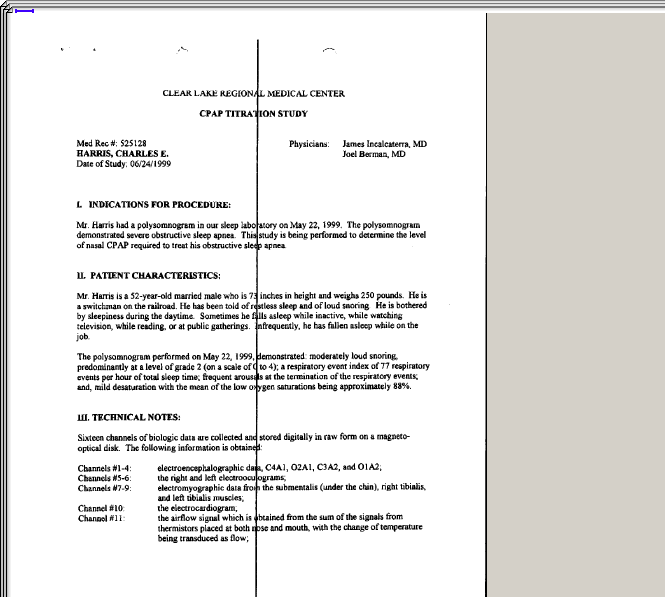 CLEAR LAKE REGIONAL MEDICAL CENTER
CPAP TITRATION STUDY
Med Rec #: 525128
HARRIS, CHARLES E.
Date of Study: 06/24/1999
Physicians: James Incalcaterra, MD
Joel Berman, MD
I. INDICATIONS FOR PROCEDURE:
Mr. Harris had a polysomnogram in our sleep laboratory on May 22, 1999. The polysomnogram
demonstrated severe obstructive sleep apnea. This study is being performed to determine the level
of nasal CPAP required to treat his obstructive sleep apnea.
II. PATIENT CHARACTERISTICS:
Mr. Harris is a 52-year-old married male who is 73 inches in height and weighs 250 pounds. He is
a switchman on the railroad. He has been told of restless sleep and of loud snoring. He is bothered
by sleepiness during the daytime. Sometimes he falls asleep while inactive, while watching
television, while reading, or at public gatherings. Infrequently, he has fallen asleep while on the
job.
The polysomnogram performed on May 22, 1999, demonstrated: moderately loud snoring,
predominantly at a level of grade 2 (on a scale of 0 to 4); a respiratory event index of 77 respiratory
events per hour of total sleep time; frequent arousals at the termination of the respiratory events;
and, mild desaturation with the mean of the low oxygen saturations being approximately 88%.
III. TECHNICAL NOTES:
Sixteen channels of biologic data are collected and stored digitally in raw form on a magneto-
optical disk. The following information is obtained:
Channels #1-4: electroencephalographic data, C4A1, O2A1, C3A2, and O1A2;
Channels #5-6: the right and left electrooculograms;
Channels #7-9: electromyographic data from the submentalis (under the chin), right tibialis,
and left tibialis muscles;
Channel #10: the electrocardiogram;
Channel #11: the airflow signal which is obtained from the sum of the signals from
thermistors placed at both nose and mouth, with the change of temperature
being transduced as flow;